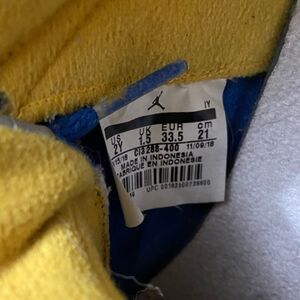 IY
US UK EUR cm
2Y 1.5 33.5 21
CI3288-400 11/09/18
MADE IN INDONESIA
FABRIQUE EN INDONESIE
UPC